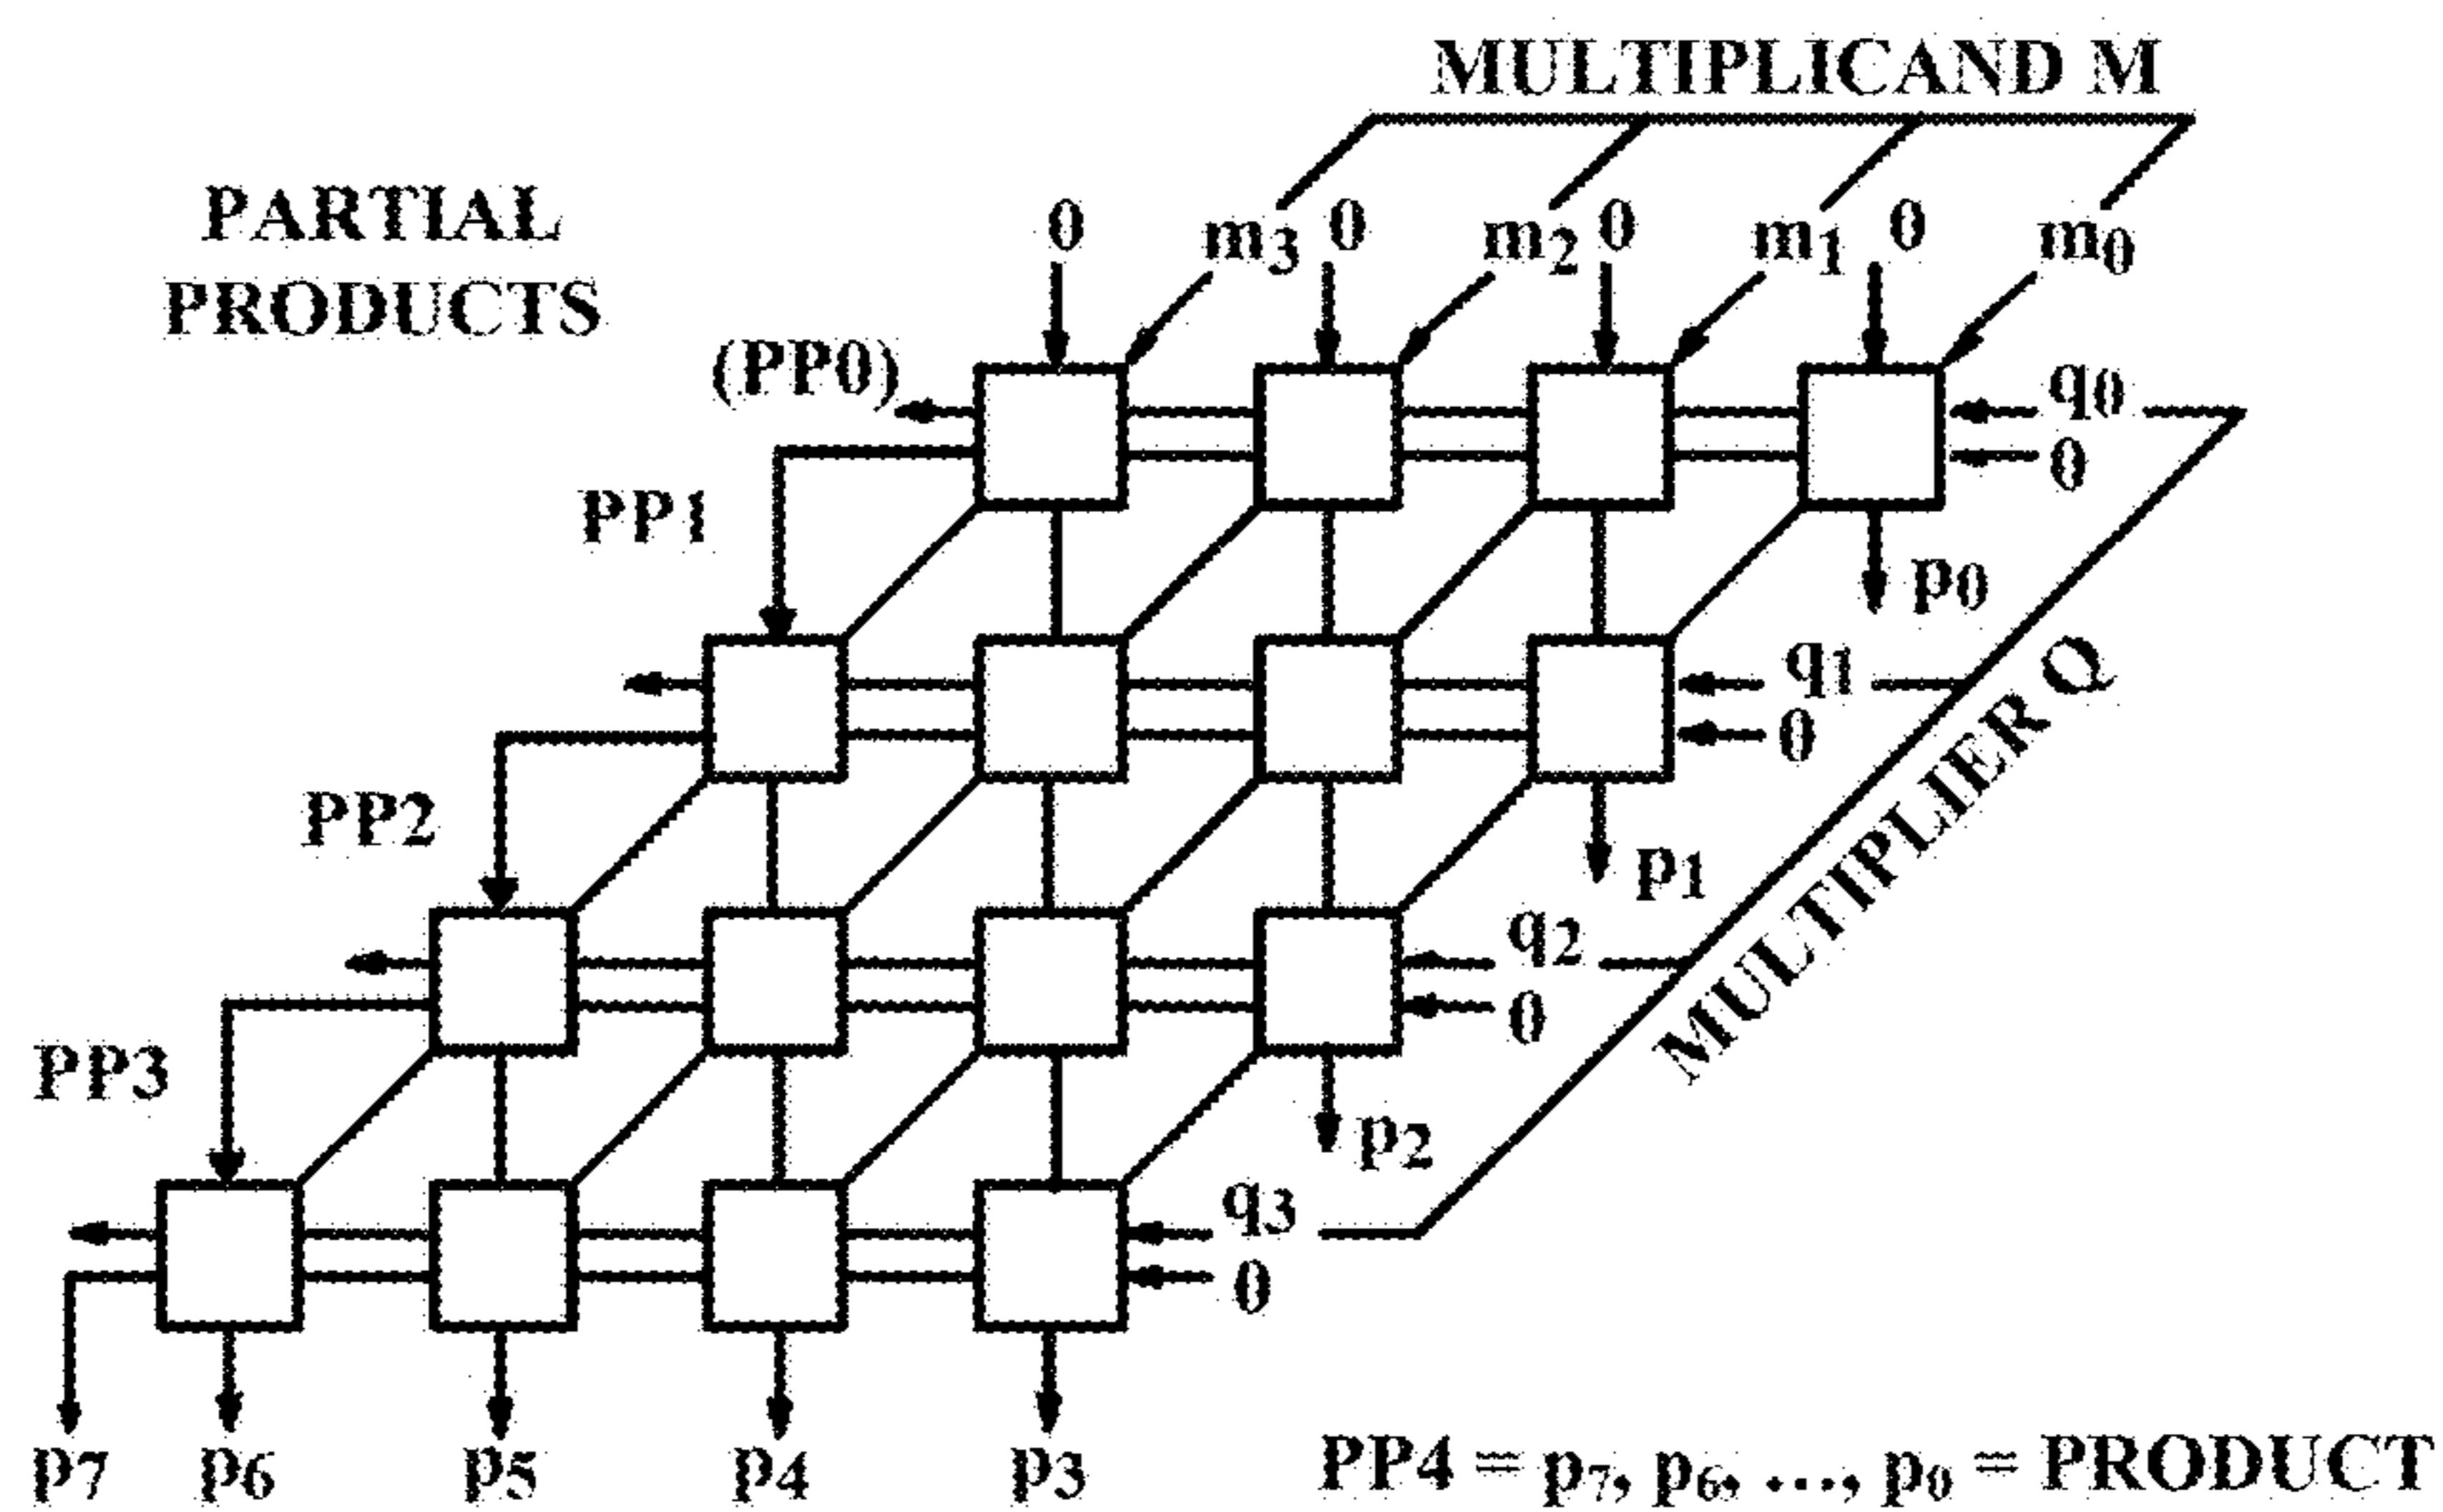 MULTIPLICAND M
PARTIAL
PRODUCTS
0 m3 0 m2 0 m1 0 m0
(PP0)
q0
0
PP1
p0
q1
0
MULTIPLIER Q
PP2
p1
q2
0
PP3
p2
q3
0
p7 p6 p5 p4 p3
PP4 = p7, p6, ..., p0 = PRODUCT